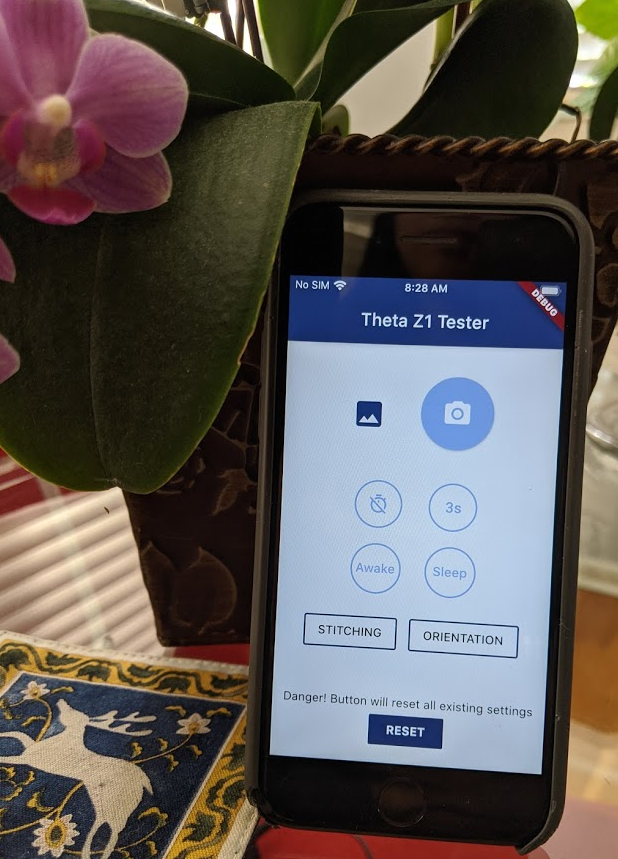 No SIM 8:28 AM
DEBUG
Theta Z1 Tester
3s
Awake Sleep
STITCHING ORIENTATION
Danger! Button will reset all existing settings
RESET